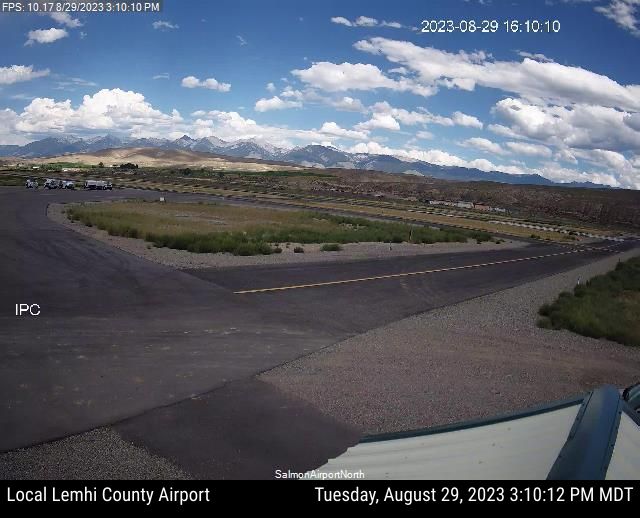 FPS: 10.17 8/29/2023 3:10:10 PM
2023-08-29 16:10:10
IPC
SalmonAirportNorth
Local Lemhi County Airport Tuesday, August 29, 2023 3:10:12 PM MDT